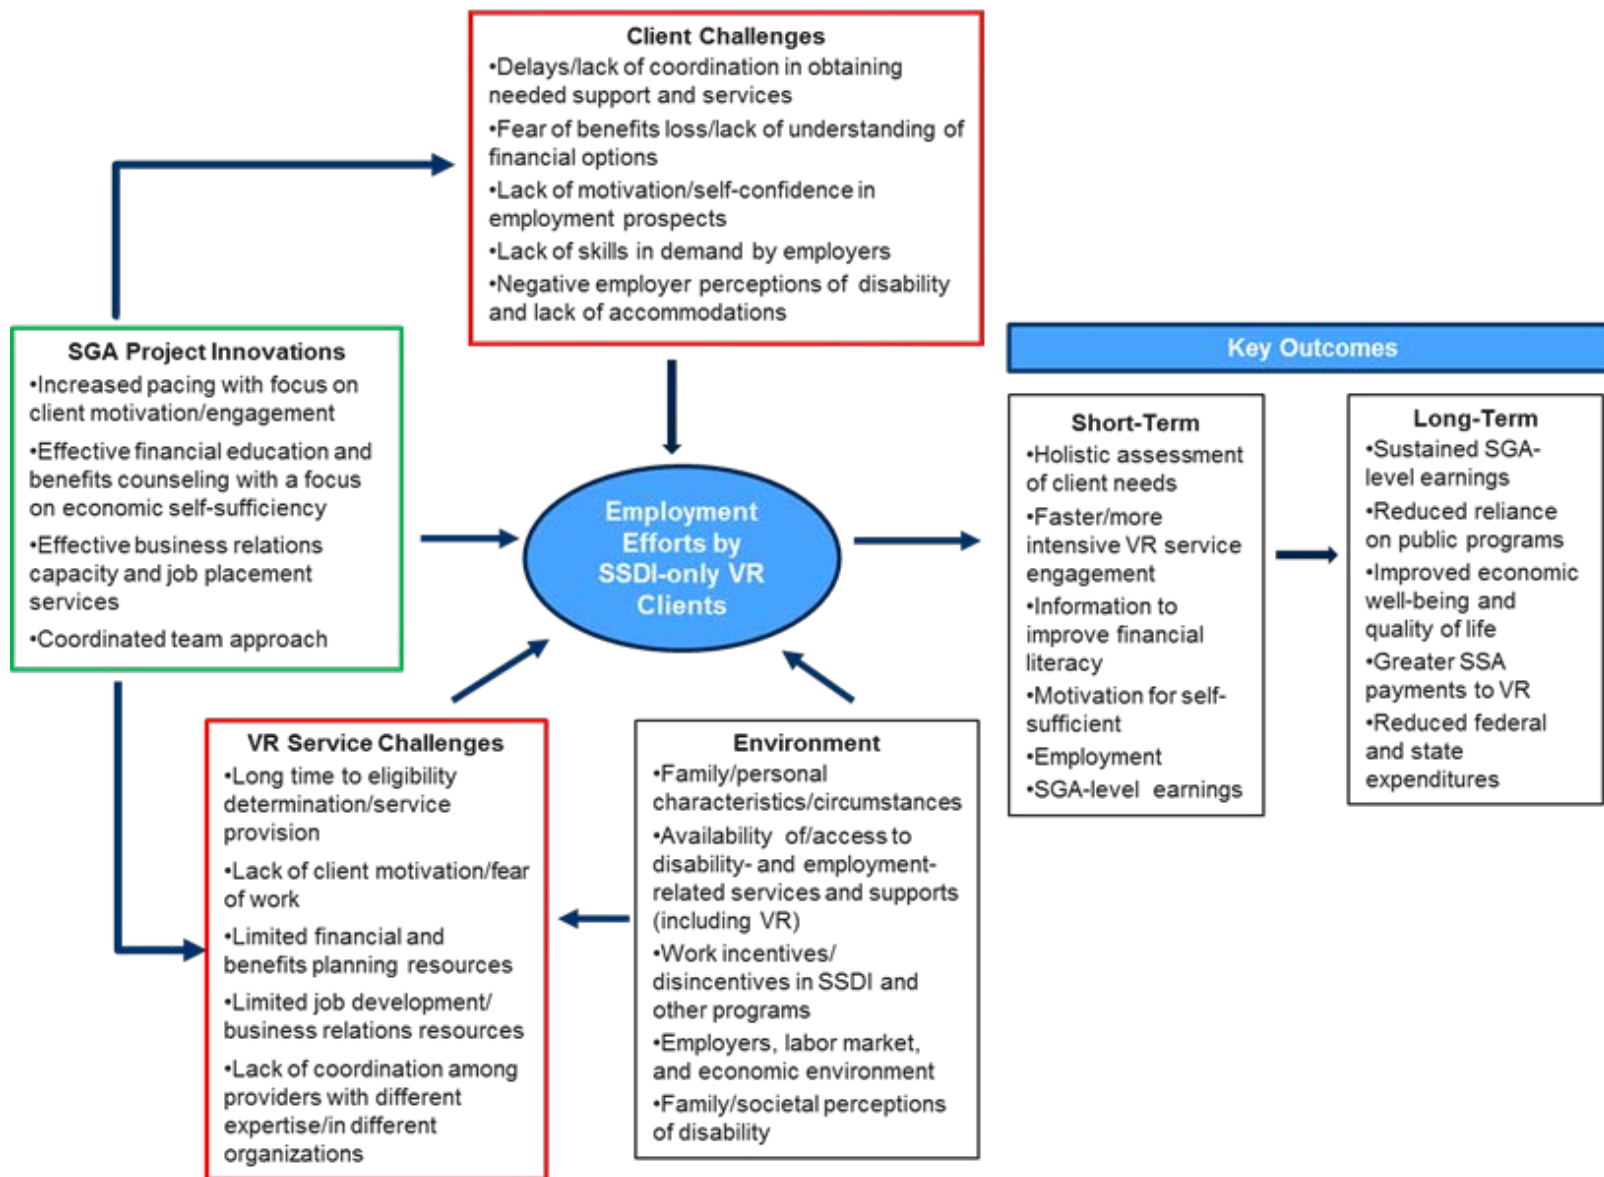 Client Challenges
•Delays/lack of coordination in obtaining
needed support and services
•Fear of benefits loss/lack of understanding of
financial options
•Lack of motivation/self-confidence in
employment prospects
•Lack of skills in demand by employers
•Negative employer perceptions of disability
and lack of accommodations
SGA Project Innovations
•Increased pacing with focus on
client motivation/engagement
•Effective financial education and
benefits counseling with a focus
on economic self-sufficiency
•Effective business relations
capacity and job placement
services
•Coordinated team approach
Employment
Efforts by
SSDI-only VR
Clients
Key Outcomes
Short-Term
•Holistic assessment
of client needs
•Faster/more
intensive VR service
engagement
•Information to
improve financial
literacy
•Motivation for self-
sufficient
•Employment
•SGA-level earnings
Long-Term
•Sustained SGA-
level earnings
•Reduced reliance
on public programs
•Improved economic
well-being and
quality of life
•Greater SSA
payments to VR
•Reduced federal
and state
expenditures
VR Service Challenges
•Long time to eligibility
determination/service
provision
•Lack of client motivation/fear
of work
•Limited financial and
benefits planning resources
•Limited job development/
business relations resources
•Lack of coordination among
providers with different
expertise/in different
organizations
Environment
•Family/personal
characteristics/circumstances
•Availability of/access to
disability- and employment-
related services and supports
(including VR)
•Work incentives/
disincentives in SSDI and
other programs
•Employers, labor market,
and economic environment
•Family/societal perceptions
of disability